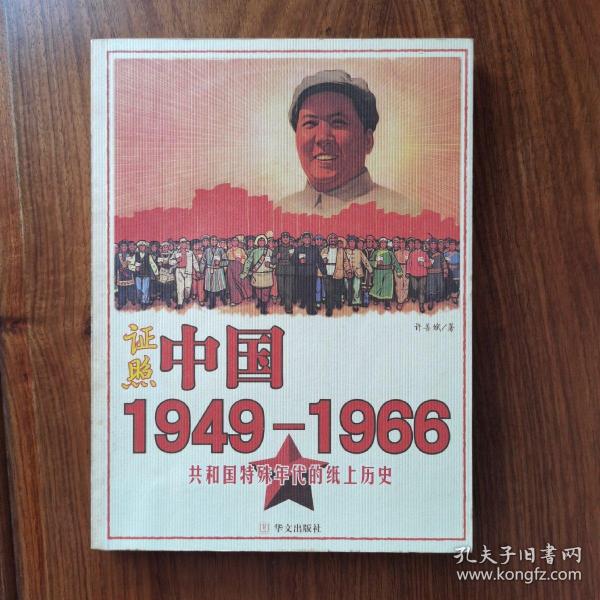 许善斌/著
证照
中国
1949-1966
共和国特殊年代的纸上历史
华文出版社
孔夫子旧書网
www.kongfz.com